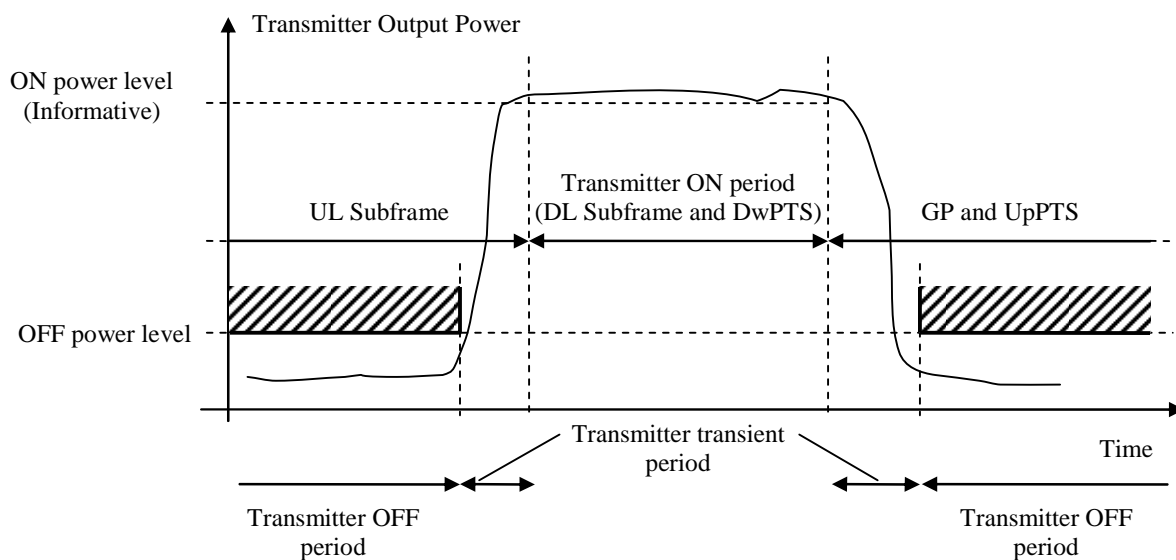 Transmitter Output Power
ON power level
(Informative)
Transmitter ON period
(DL Subframe and DwPTS)
UL Subframe
GP and UpPTS
OFF power level
Transmitter transient
period
Time
Transmitter OFF
period
Transmitter OFF
period